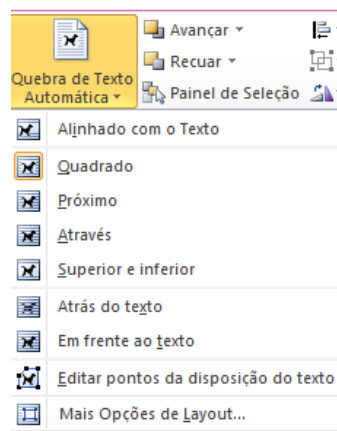 Quebra de Texto
Automática
Avançar
Recuar
Painel de Seleção
Alinhado com o Texto
Quadrado
Próximo
Através
Superior e inferior
Atrás do texto
Em frente ao texto
Editar pontos da disposição do texto
Mais Opções de Layout...